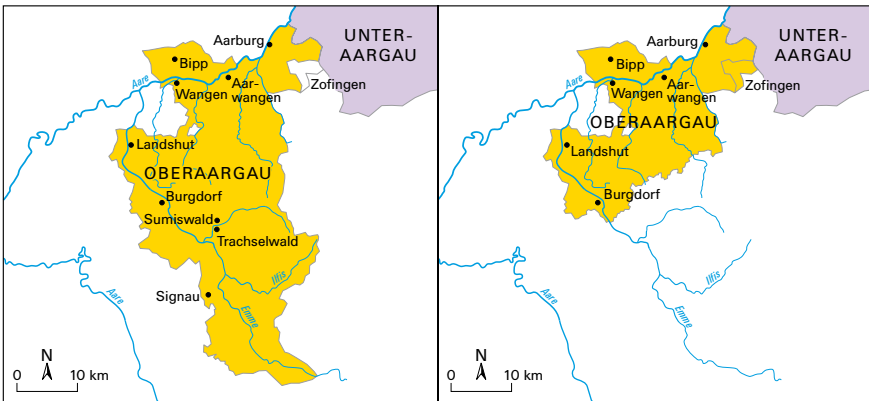 Aarburg
UNTER-
AARGAU
Bipp
Aare
Wangen
Aar-
wangen
Zofingen
Landshut
OBERAARGAU
Burgdorf
Sumiswald
Trachselwald
Ilfis
Aare
Signau
Emme
N
0 10 km
Aarburg
UNTER-
AARGAU
Bipp
Aare
Wangen
Aar-
wangen
Zofingen
OBERAARGAU
Landshut
Burgdorf
Ilfis
Aare
Emme
N
0 10 km